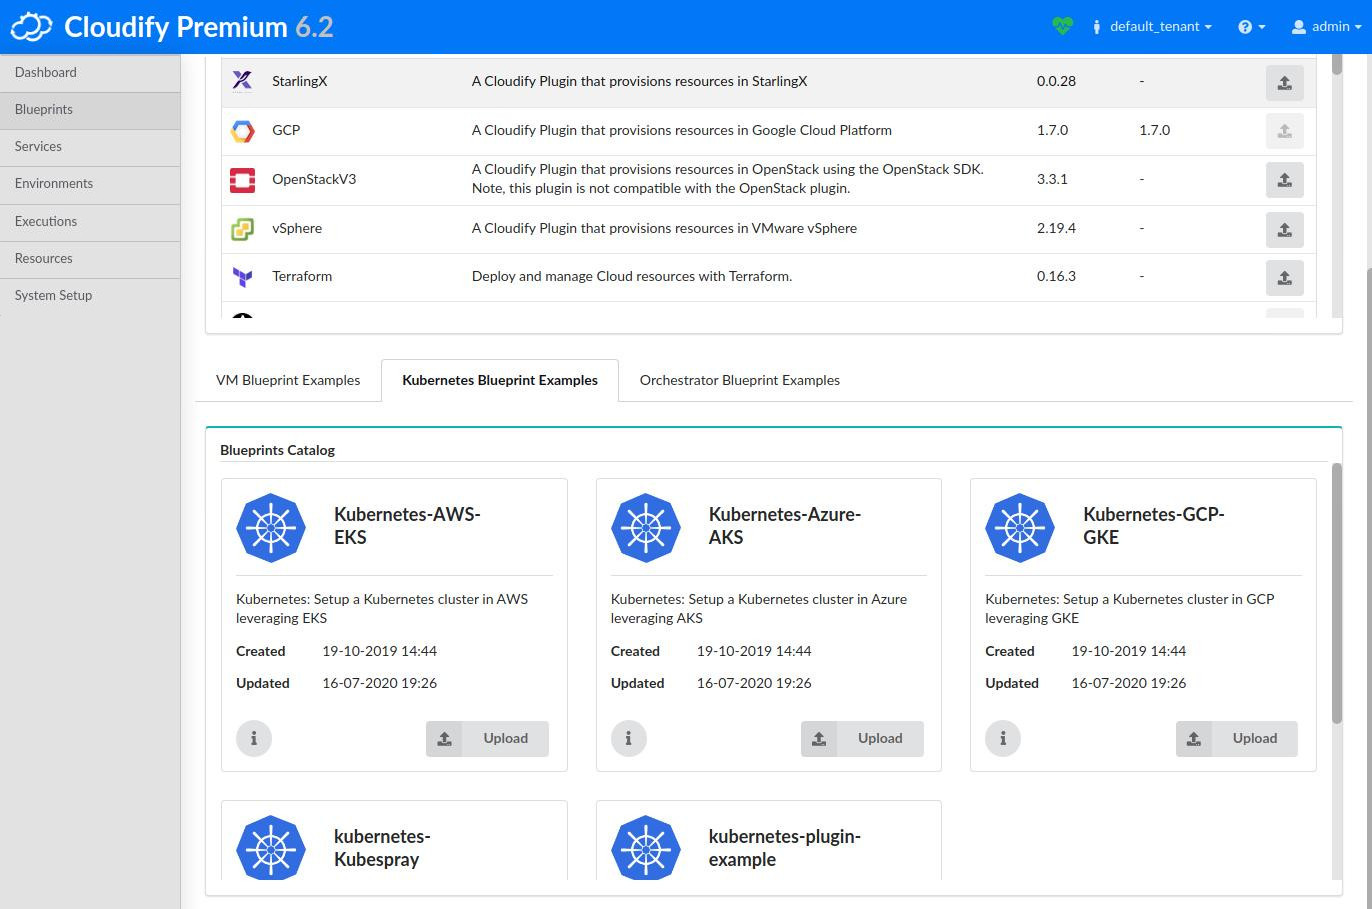 Cloudify Premium 6.2
default_tenant
admin
Dashboard
Blueprints
Services
Environments
Executions
Resources
System Setup
StarlingX A Cloudify Plugin that provisions resources in StarlingX 0.0.28 -
GCP A Cloudify Plugin that provisions resources in Google Cloud Platform 1.7.0 1.7.0
OpenStackV3 A Cloudify Plugin that provisions resources in OpenStack using the OpenStack SDK. 3.3.1 -
Note, this plugin is not compatible with the OpenStack plugin.
vSphere A Cloudify Plugin that provisions resources in VMware vSphere 2.19.4 -
Terraform Deploy and manage Cloud resources with Terraform. 0.16.3 -
VM Blueprint Examples Kubernetes Blueprint Examples Orchestrator Blueprint Examples
Blueprints Catalog
Kubernetes-AWS-
EKS
Kubernetes: Setup a Kubernetes cluster in AWS
leveraging EKS
Created 19-10-2019 14:44
Updated 16-07-2020 19:26
Upload
Kubernetes-Azure-
AKS
Kubernetes: Setup a Kubernetes cluster in Azure
leveraging AKS
Created 19-10-2019 14:44
Updated 16-07-2020 19:26
Upload
Kubernetes-GCP-
GKE
Kubernetes: Setup a Kubernetes cluster in GCP
leveraging GKE
Created 19-10-2019 14:44
Updated 16-07-2020 19:26
Upload
kubernetes-
Kubespray
kubernetes-plugin-
example